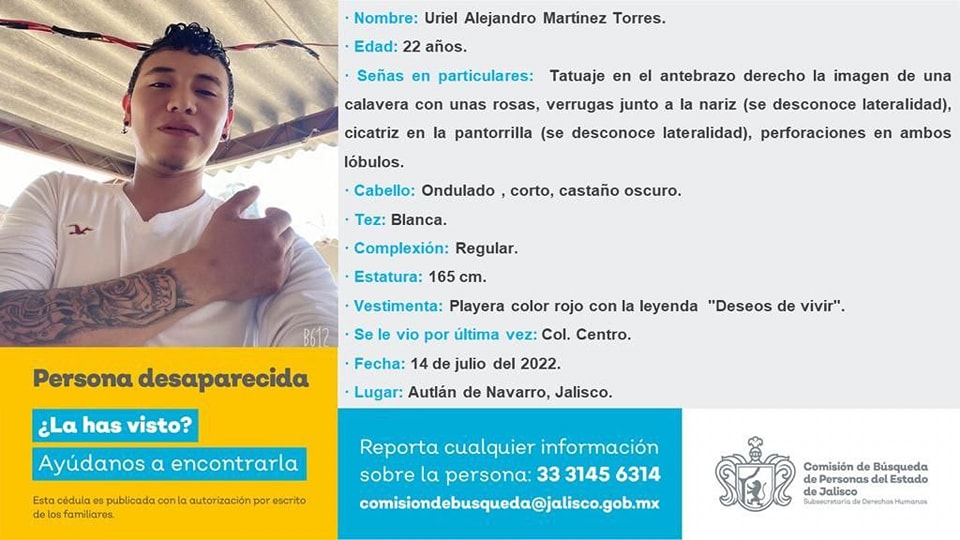 · Nombre: Uriel Alejandro Martínez Torres.
· Edad: 22 años.
· Señas en particulares: Tatuaje en el antebrazo derecho la imagen de una
calavera con unas rosas, verrugas junto a la nariz (se desconoce lateralidad),
cicatriz en la pantorrilla (se desconoce lateralidad), perforaciones en ambos
lóbulos.
· Cabello: Ondulado , corto, castaño oscuro.
· Tez: Blanca.
· Complexión: Regular.
· Estatura: 165 cm.
· Vestimenta: Playera color rojo con la leyenda "Deseos de vivir".
· Se le vio por última vez: Col. Centro.
· Fecha: 14 de julio del 2022.
· Lugar: Autlán de Navarro, Jalisco.
B612
Persona desaparecida
¿La has visto?
Ayúdanos a encontrarla
Esta cédula es publicada con la autorización por escrito
de los familiares.
Reporta cualquier información
sobre la persona: 33 3145 6314
comisiondebusqueda@jalisco.gob.mx
Comisión de Búsqueda
de Personas del Estado
de Jalisco
Subsecretaría de Derechos Humanos